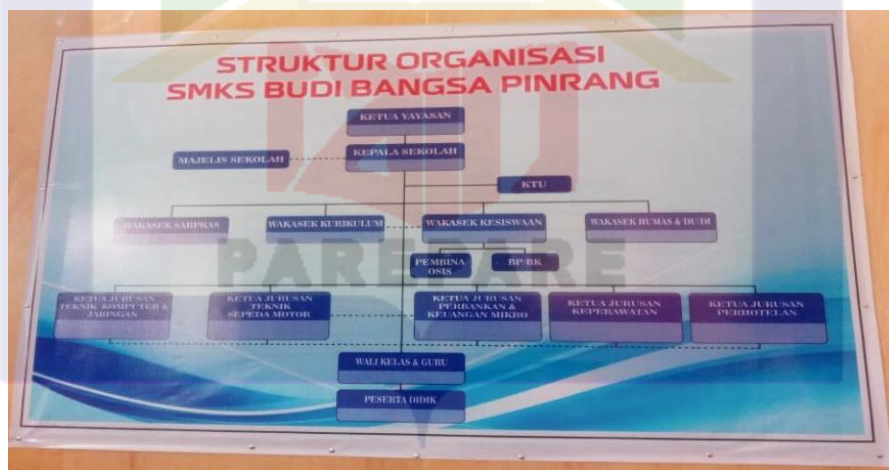 STRUKTUR ORGANISASI
SMKS BUDI BANGSA PINRANG
KETUA YAYASAN
MAJELIS SEKOLAH
KEPALA SEKOLAH
KTU
WAKASEK SARPRAS
WAKASEK KURIKULUM
WAKASEK KESISWAAN
WAKASEK HUMAS & DU/DI
PEMBINA
OSIS
BP/BK
PAREPARE
KETUA JURUSAN
TEKNIK KOMPUTER &
JARINGAN
KETUA JURUSAN
TEKNIK
SEPEDA MOTOR
KETUA JURUSAN
PERBANKAN &
KEUANGAN MIKRO
KETUA JURUSAN
KEPERAWATAN
KETUA JURUSAN
PERHOTELAN
WALI KELAS & GURU
PESERTA DIDIK